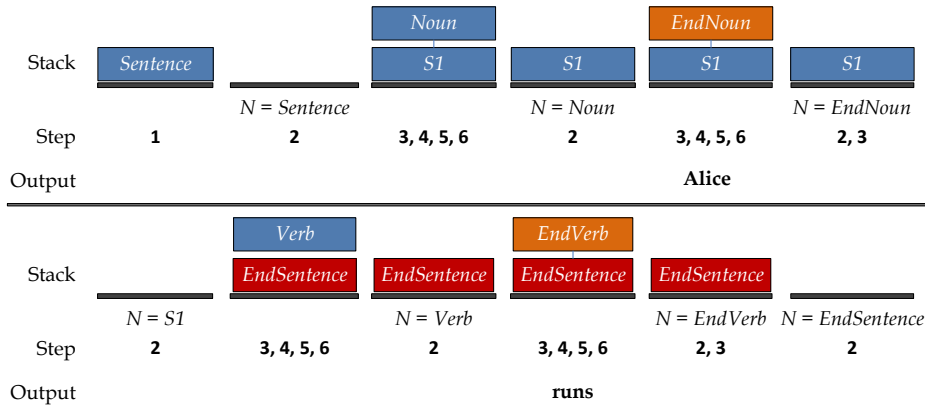 Noun EndNoun
Stack Sentence S1 S1 S1 S1
N = Sentence N = Noun N = EndNoun
Step 1 2 3, 4, 5, 6 2 3, 4, 5, 6 2, 3
Output Alice
Verb EndVerb
Stack EndSentence EndSentence EndSentence EndSentence
N = S1 N = Verb N = EndVerb N = EndSentence
Step 2 3, 4, 5, 6 2 3, 4, 5, 6 2, 3 2
Output runs